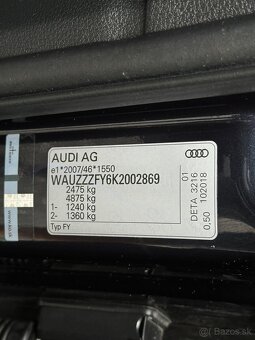 AUDI AG
e1*2007/46*1550
WAUZZZFY6K2002869
2475 kg
4875 kg
1- 1240 kg
2- 1360 kg
Typ FY
01
DETA 3216
0.50 102018
© bazos.sk